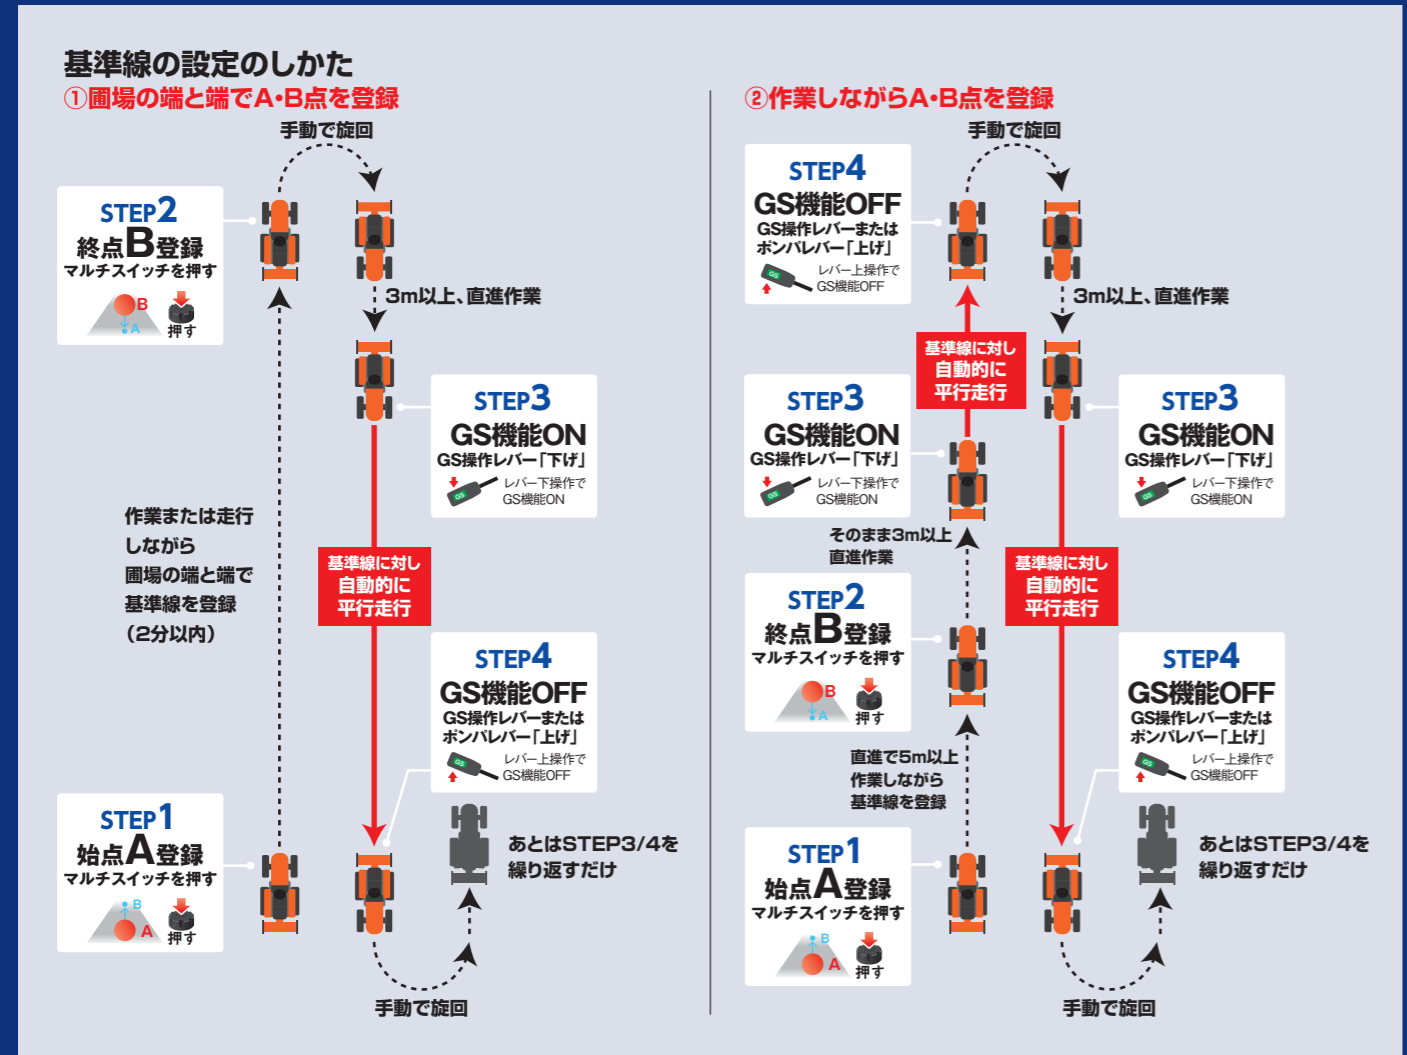 基準線の設定のしかた
①圃場の端と端でA・B点を登録
手動で旋回
STEP2
終点B登録
マルチスイッチを押す
B
A
押す
3m以上、直進作業
STEP3
GS機能ON
GS操作レバー「下げ」
GS
レバー下操作で
GS機能ON
作業または走行
しながら
圃場の端と端で
基準線を登録
（2分以内）
基準線に対し
自動的に
平行走行
STEP4
GS機能OFF
GS操作レバーまたは
ポンパレバー「上げ」
GS
レバー上操作で
GS機能OFF
STEP1
始点A登録
マルチスイッチを押す
B
A
押す
あとはSTEP3/4を
繰り返すだけ
手動で旋回
②作業しながらA・B点を登録
手動で旋回
STEP4
GS機能OFF
GS操作レバーまたは
ポンパレバー「上げ」
GS
レバー上操作で
GS機能OFF
3m以上、直進作業
基準線に対し
自動的に
平行走行
STEP3
GS機能ON
GS操作レバー「下げ」
GS
レバー下操作で
GS機能ON
STEP3
GS機能ON
GS操作レバー「下げ」
GS
レバー下操作で
GS機能ON
そのまま3m以上
直進作業
基準線に対し
自動的に
平行走行
STEP2
終点B登録
マルチスイッチを押す
B
A
押す
STEP4
GS機能OFF
GS操作レバーまたは
ポンパレバー「上げ」
GS
レバー上操作で
GS機能OFF
直進で5m以上
作業しながら
基準線を登録
STEP1
始点A登録
マルチスイッチを押す
B
A
押す
あとはSTEP3/4を
繰り返すだけ
手動で旋回